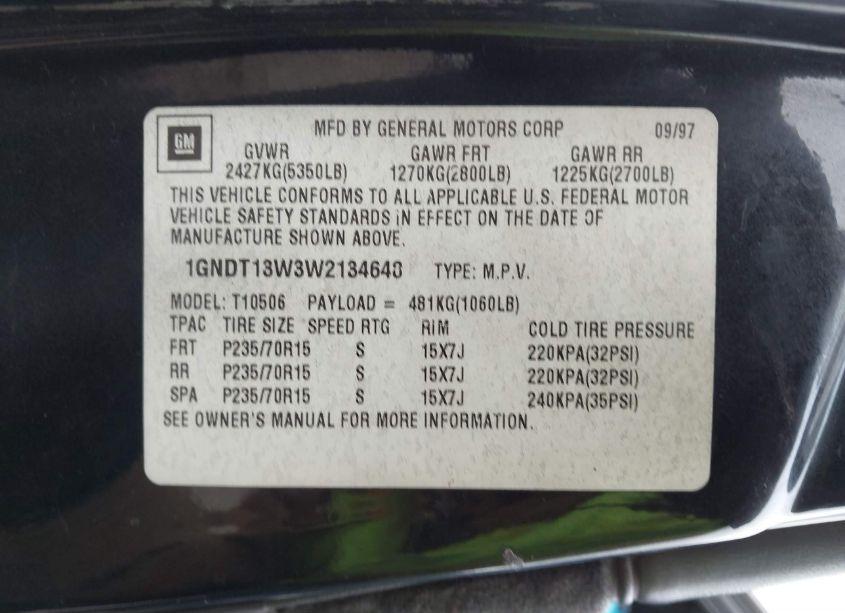 GM
MFD BY GENERAL MOTORS CORP 09/97
GVWR GAWR FRT GAWR RR
2427KG(5350LB) 1270KG(2800LB) 1225KG(2700LB)
THIS VEHICLE CONFORMS TO ALL APPLICABLE U.S. FEDERAL MOTOR
VEHICLE SAFETY STANDARDS IN EFFECT ON THE DATE OF
MANUFACTURE SHOWN ABOVE.
1GNDT13W3W2134640 TYPE: M.P.V.
MODEL: T10506 PAYLOAD = 481KG(1060LB)
TPAC TIRE SIZE SPEED RTG RIM COLD TIRE PRESSURE
FRT P235/70R15 S 15X7J 220KPA(32PSI)
RR P235/70R15 S 15X7J 220KPA(32PSI)
SPA P235/70R15 S 15X7J 240KPA(35PSI)
SEE OWNER'S MANUAL FOR MORE INFORMATION.